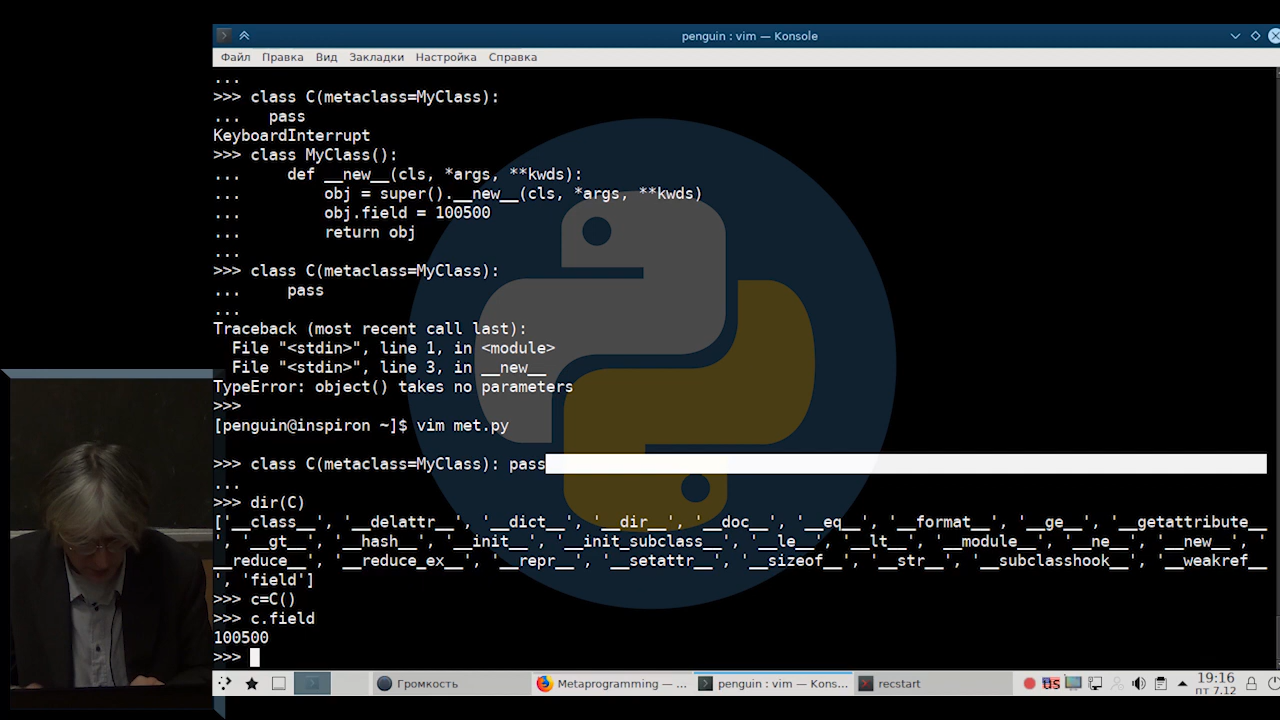 penguin : vim — Konsole
Файл Правка Вид Закладки Настройка Справка
...
>>> class C(metaclass=MyClass):
...   pass
KeyboardInterrupt
>>> class MyClass():
...     def __new__(cls, *args, **kwds):
...         obj = super().__new__(cls, *args, **kwds)
...         obj.field = 100500
...         return obj
...
>>> class C(metaclass=MyClass):
...     pass
...
Traceback (most recent call last):
  File "<stdin>", line 1, in <module>
  File "<stdin>", line 3, in __new__
TypeError: object() takes no parameters
>>>
[penguin@inspiron ~]$ vim met.py
>>> class C(metaclass=MyClass): pass
...
>>> dir(C)
['__class__', '__delattr__', '__dict__', '__dir__', '__doc__', '__eq__', '__format__', '__ge__', '__getattribute__
', '__gt__', '__hash__', '__init__', '__init_subclass__', '__le__', '__lt__', '__module__', '__ne__', '__new__', '
__reduce__', '__reduce_ex__', '__repr__', '__setattr__', '__sizeof__', '__str__', '__subclasshook__', '__weakref__
', 'field']
>>> c=C()
>>> c.field
100500
>>>
Громкость Metaprogramming — ... penguin : vim — Kons... recstart us 19:16
пт 7.12